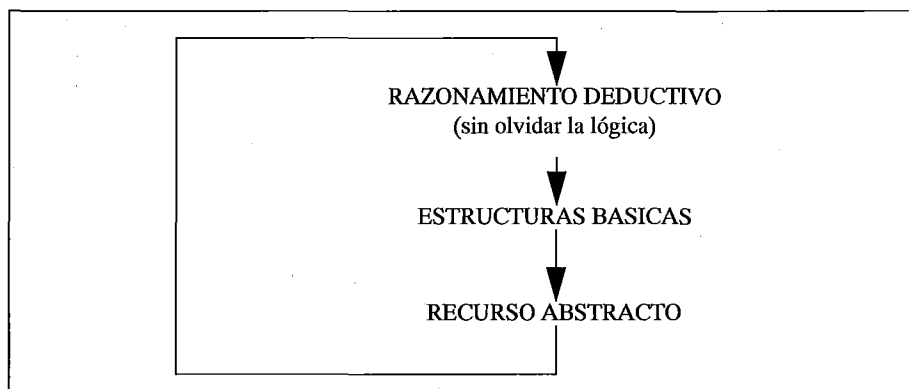 RAZONAMIENTO DEDUCTIVO
(sin olvidar la lógica)
ESTRUCTURAS BASICAS
RECURSO ABSTRACTO